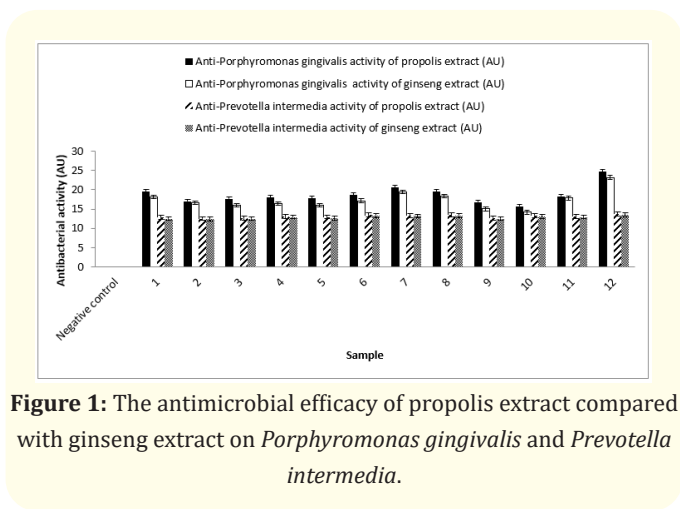 Anti-Porphyromonas gingivalis activity of propolis extract (AU)
Anti-Porphyromonas gingivalis activity of ginseng extract (AU)
Anti-Prevotella intermedia activity of propolis extract (AU)
Anti-Prevotella intermedia activity of ginseng extract (AU)
Antibacterial activity (AU)
30
25
20
15
10
5
0
Negative control
1
2
3
4
5
6
7
8
9
10
11
12
Sample
Figure 1: The antimicrobial efficacy of propolis extract compared
with ginseng extract on Porphyromonas gingivalis and Prevotella
intermedia.